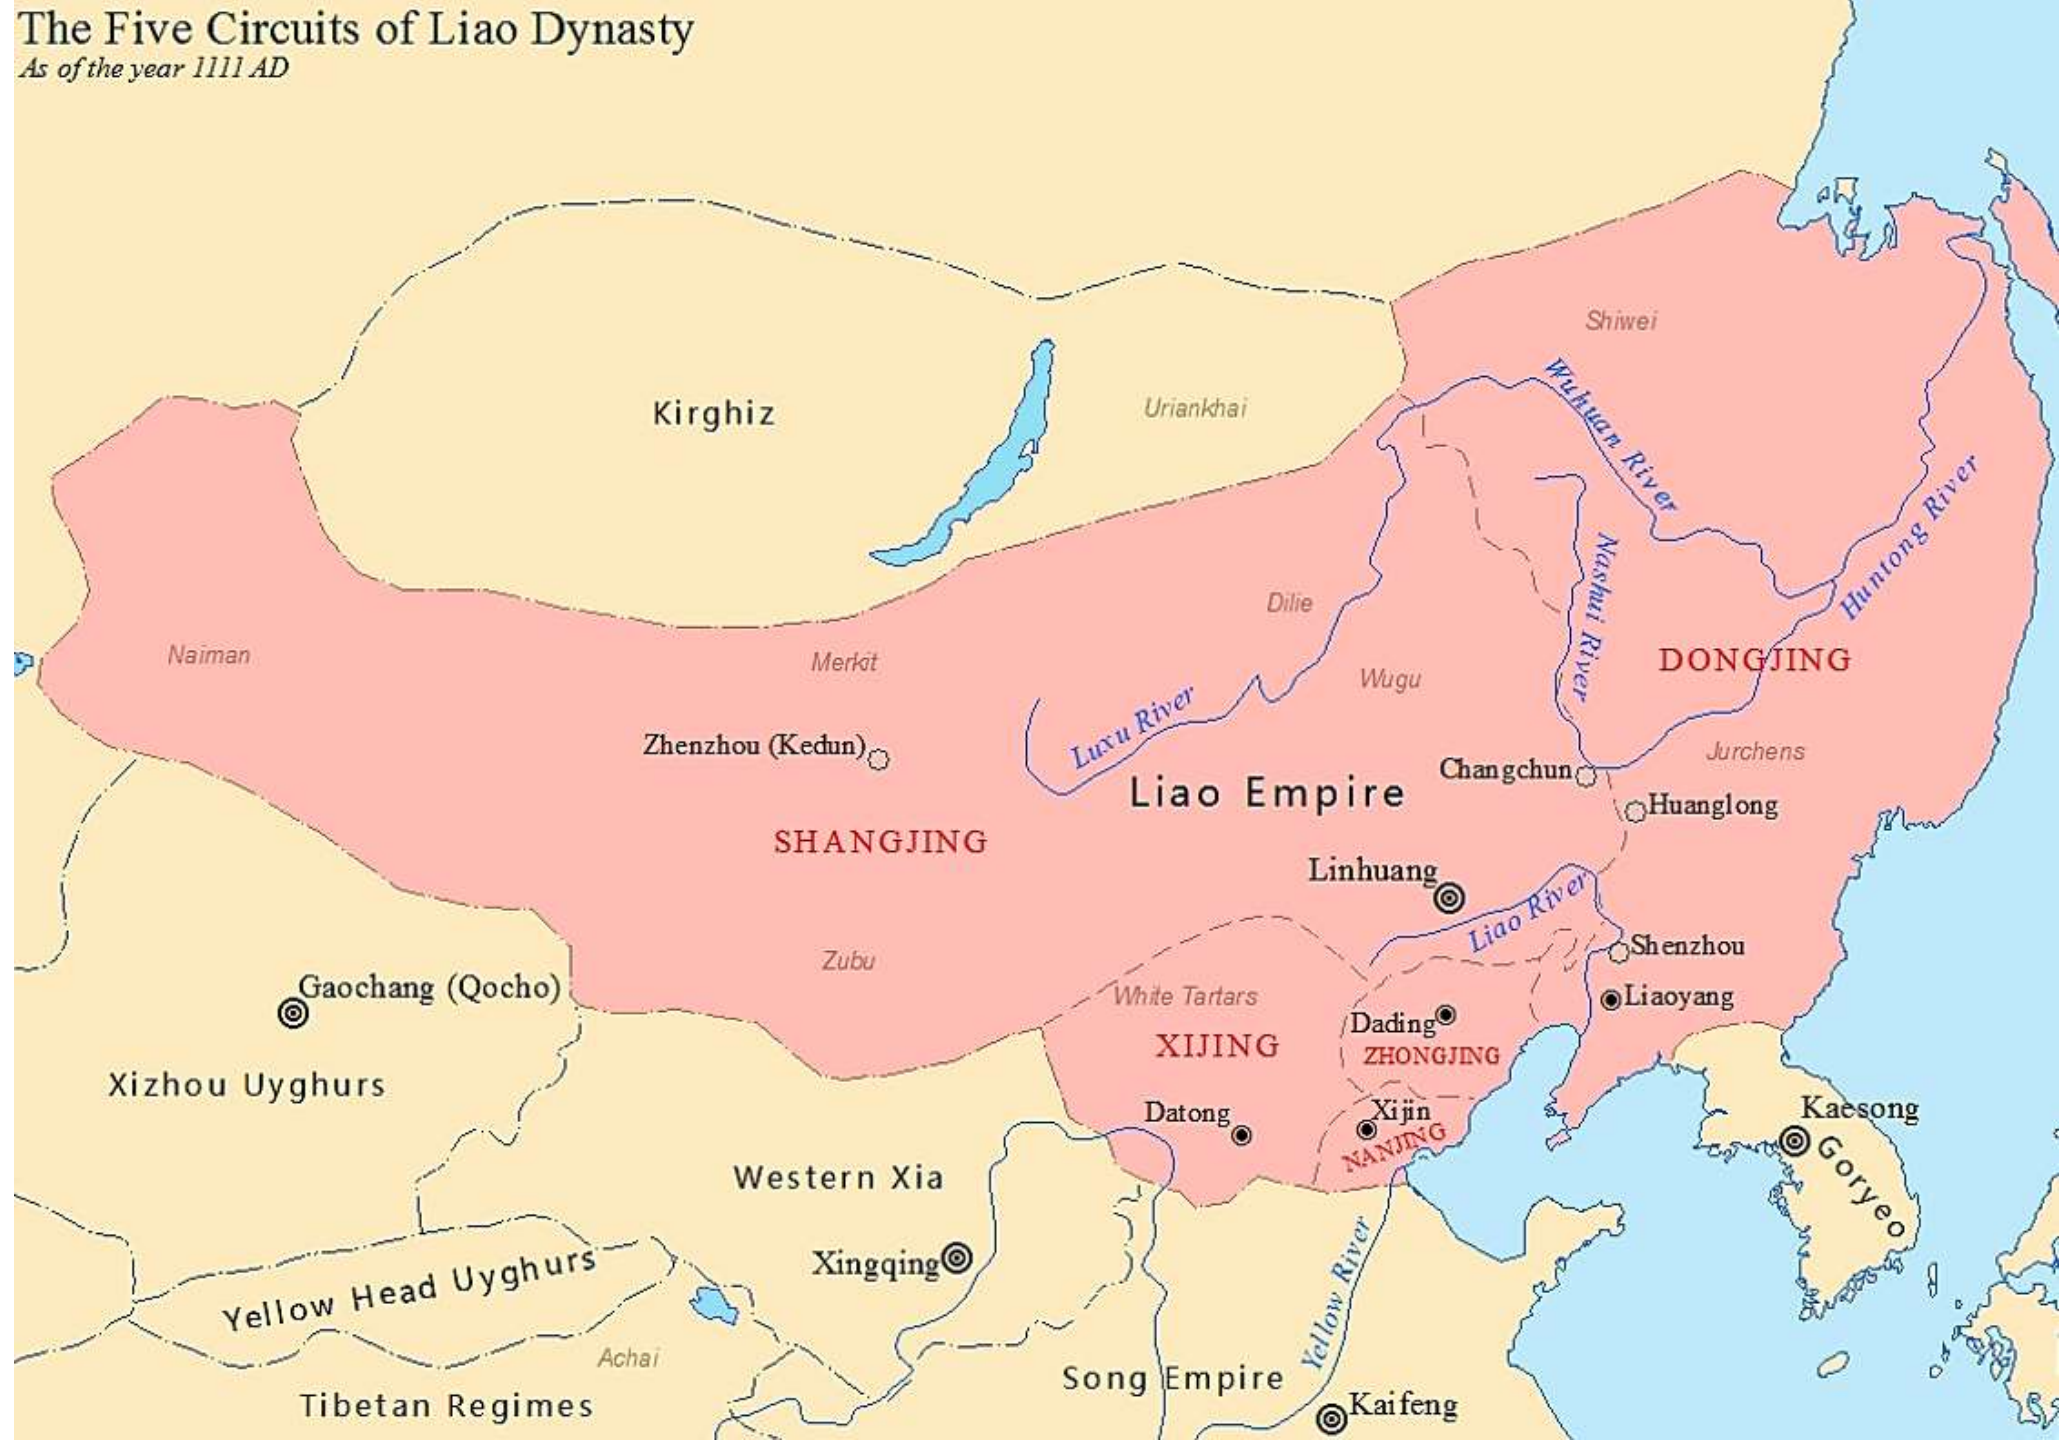 The Five Circuits of Liao Dynasty
As of the year 1111 AD
Shiwei
Kirghiz
Uriankhai
Wuhuan River
Huntong River
Nashui River
Dilie
Naiman
Merkit
Wugu
DONGJING
Luxu River
Zhenzhou (Kedun)
Jurchens
Changchun
Liao Empire
Huanglong
SHANGJING
Linhuang
Liao River
Shenzhou
Zubu
Gaochang (Qocho)
White Tartars
Liaoyang
Dading
XIJING
ZHONGJING
Xizhou Uyghurs
Datong
Xijin
NANJING
Kaesong
Goryeo
Western Xia
Xingqing
Yellow Head Uyghurs
Yellow River
Achai
Song Empire
Tibetan Regimes
Kaifeng